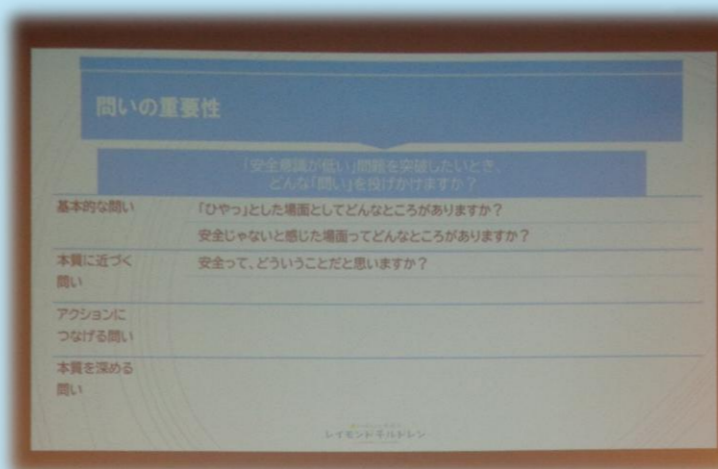 問いの重要性
「安全意識が低い」問題を突破したいとき、
どんな「問い」を投げかけますか?
基本的な問い 「ひやっ」とした場面としてどんなところがありますか?
安全じゃないと感じた場面ってどんなところがありますか?
本質に近づく 安全って、どういうことだと思いますか?
問い
アクションに
つなげる問い
本質を深める
問い
レイモンドチルドレン